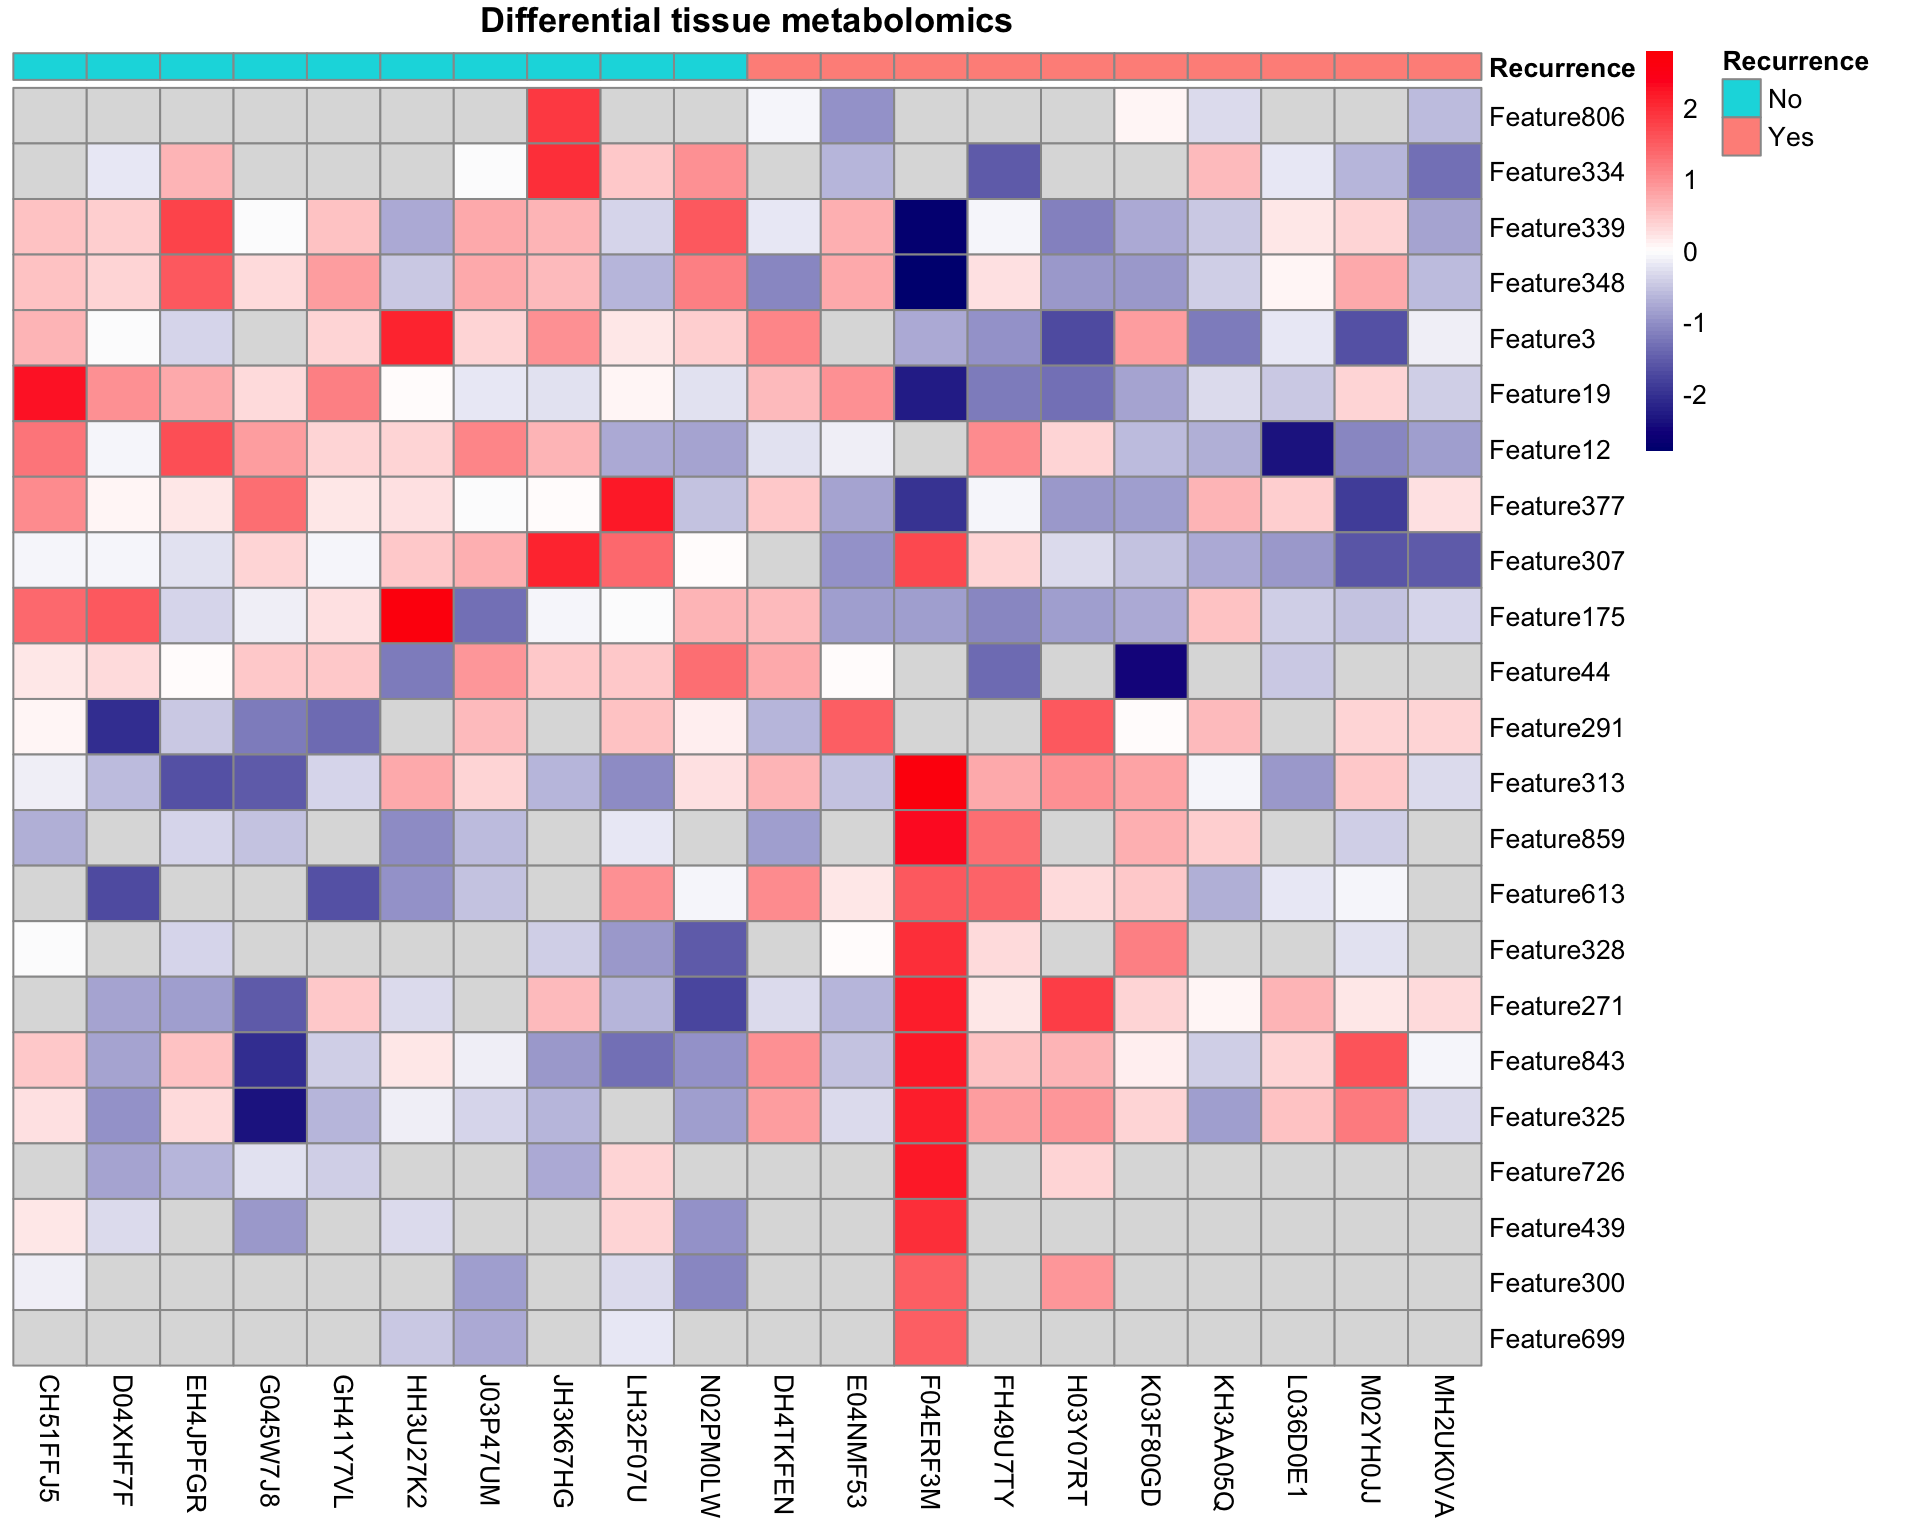 Differential tissue metabolomics
Recurrence
Feature806
Feature334
Feature339
Feature348
Feature3
Feature19
Feature12
Feature377
Feature307
Feature175
Feature44
Feature291
Feature313
Feature859
Feature613
Feature328
Feature271
Feature843
Feature325
Feature726
Feature439
Feature300
Feature699
2
1
0
-1
-2
Recurrence
No
Yes
CH51FFJ5
D04XHF7F
EH4JPFGR
G045W7J8
GH41Y7VL
HH3U27K2
J03P47UM
JH3K67HG
LH32F07U
N02PM0LW
DH4TKFEN
E04NMF53
F04ERF3M
FH49U7TY
H03Y07RT
K03F80GD
KH3AA05Q
L036D0E1
M02YH0JJ
MH2UK0VA